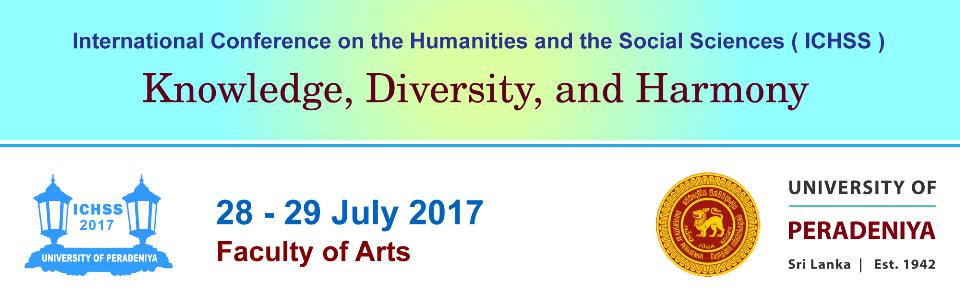 International Conference on the Humanities and the Social Sciences ( ICHSS )
Knowledge, Diversity, and Harmony
ICHSS
2017
UNIVERSITY OF PERADENIYA
28 - 29 July 2017
Faculty of Arts
UNIVERSITY OF
PERADENIYA
Sri Lanka | Est. 1942